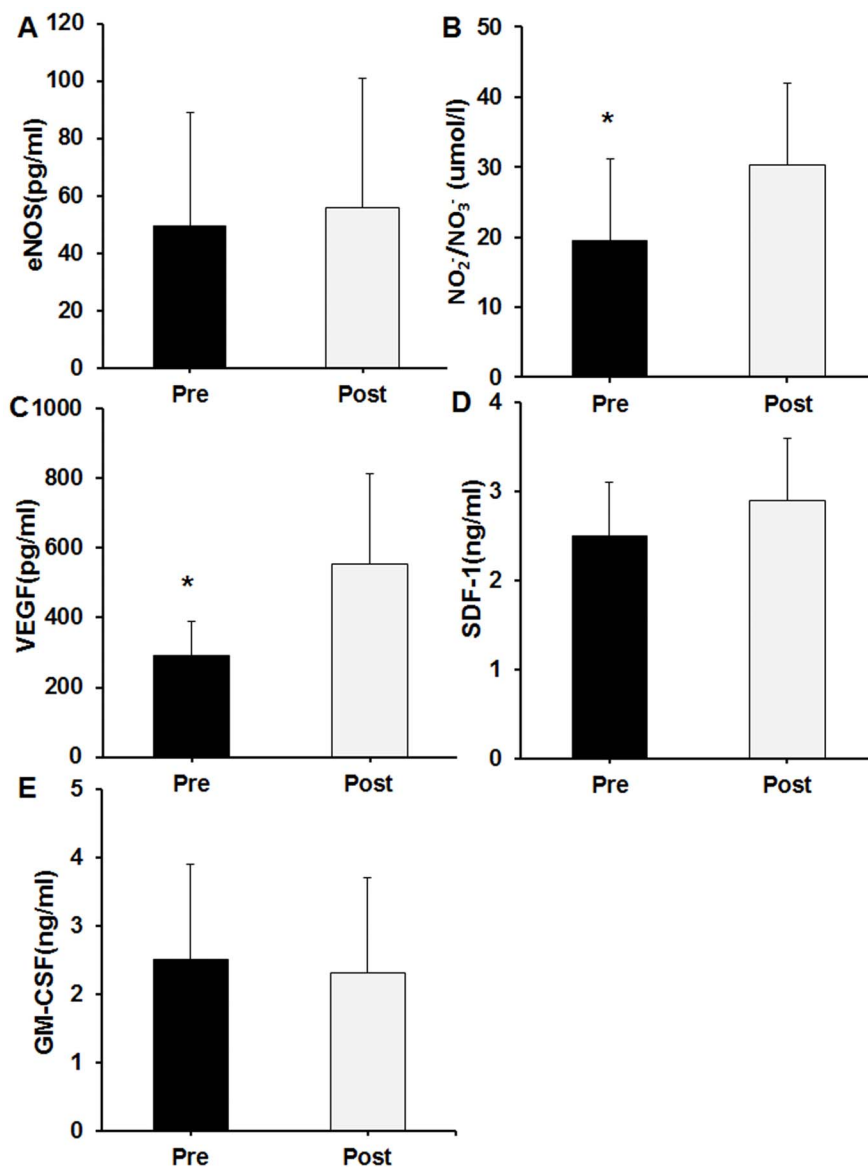 A
eNOS(pg/ml)
120
100
80
60
40
20
0
Pre Post
B
NO₂⁻/NO₃⁻ (umol/l)
50
40
30
20
10
0
*
Pre Post
C
VEGF(pg/ml)
1000
800
600
400
200
0
*
Pre Post
D
SDF-1(ng/ml)
4
3
2
1
0
Pre Post
E
GM-CSF(ng/ml)
5
4
3
2
1
0
Pre Post